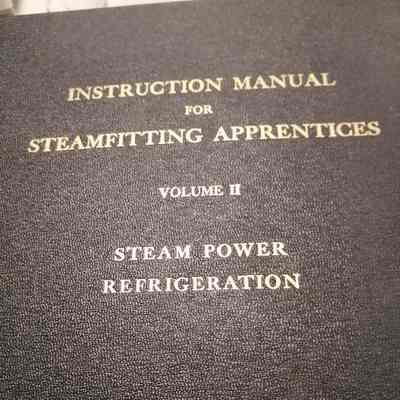 INSTRUCTION MANUAL
FOR
STEAMFITTING APPRENTICES
VOLUME II
STEAM POWER
REFRIGERATION